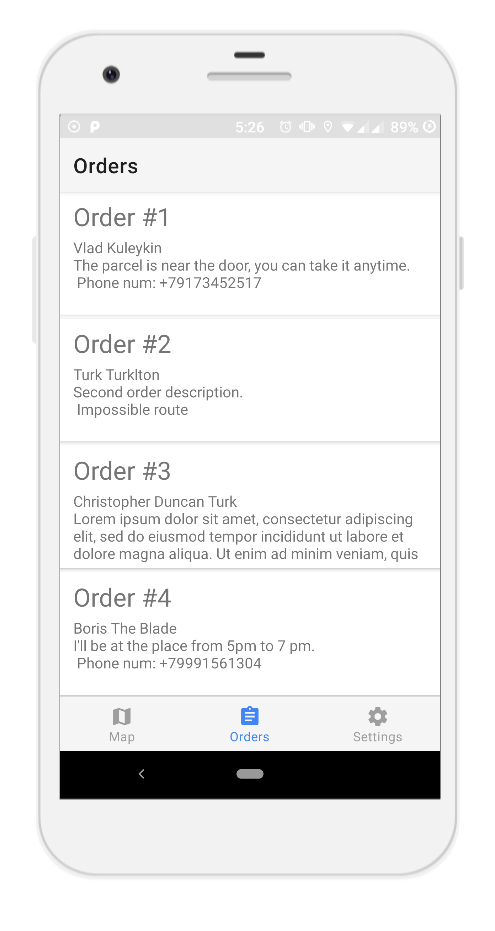 5:26 89%
Orders
Order #1
Vlad Kuleykin
The parcel is near the door, you can take it anytime.
Phone num: +79173452517
Order #2
Turk Turklton
Second order description.
Impossible route
Order #3
Christopher Duncan Turk
Lorem ipsum dolor sit amet, consectetur adipiscing
elit, sed do eiusmod tempor incididunt ut labore et
dolore magna aliqua. Ut enim ad minim veniam, quis
Order #4
Boris The Blade
I'll be at the place from 5pm to 7 pm.
Phone num: +79991561304
Map Orders Settings